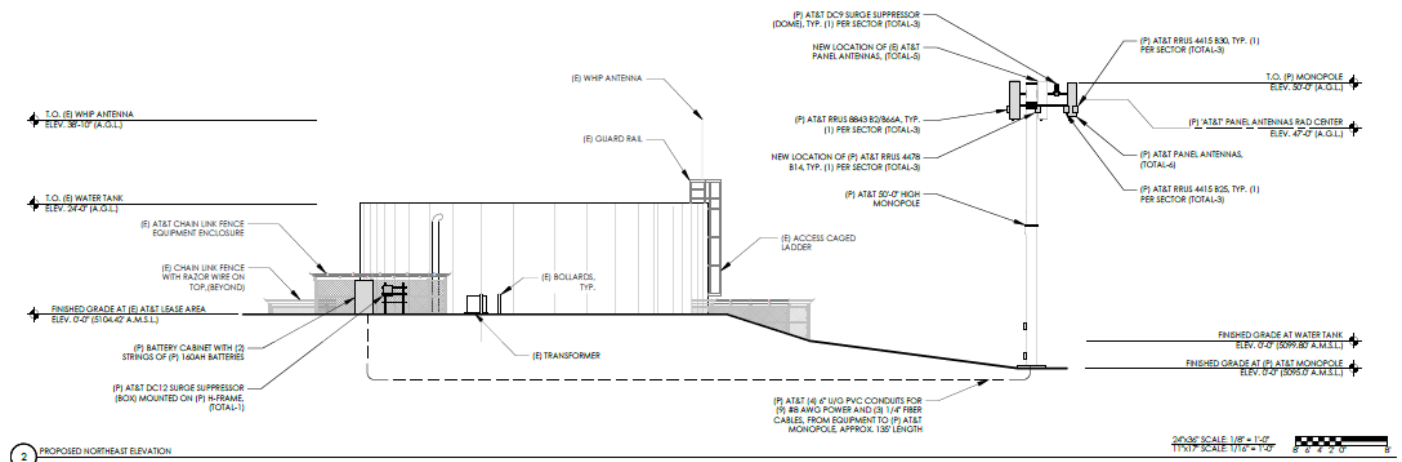 (P) AT&T DC9 SURGE SUPPRESSOR
(DOME), TYP. (1) PER SECTOR (TOTAL-3)
NEW LOCATION OF (E) AT&T
PANEL ANTENNAS, (TOTAL-5)
(P) AT&T RRUS 4415 B30, TYP. (1)
PER SECTOR (TOTAL-3)
(E) WHIP ANTENNA
T.O. (P) MONOPOLE
ELEV. 50'-0" (A.G.L.)
T.O. (E) WHIP ANTENNA
ELEV. 38'-10" (A.G.L.)
(P) AT&T RRUS 8843 B2/B66A, TYP.
(1) PER SECTOR (TOTAL-3)
(P) 'AT&T' PANEL ANTENNAS RAD CENTER
ELEV. 47'-0" (A.G.L.)
(E) GUARD RAIL
NEW LOCATION OF (P) AT&T RRUS 4478
B14, TYP. (1) PER SECTOR (TOTAL-3)
(P) AT&T PANEL ANTENNAS,
(TOTAL-6)
(P) AT&T 50'-0" HIGH
MONOPOLE
(P) AT&T RRUS 4415 B25, TYP. (1)
PER SECTOR (TOTAL-3)
T.O. (E) WATER TANK
ELEV. 24'-0" (A.G.L.)
(E) AT&T CHAIN LINK FENCE
EQUIPMENT ENCLOSURE
(E) ACCESS CAGED
LADDER
(E) CHAIN LINK FENCE
WITH RAZOR WIRE ON
TOP,(BEYOND)
(E) BOLLARDS,
TYP.
FINISHED GRADE AT (E) AT&T LEASE AREA
ELEV. 0'-0" (5104.42' A.M.S.L.)
FINISHED GRADE AT WATER TANK
ELEV. 0'-0" (5099.80' A.M.S.L.)
(P) BATTERY CABINET WITH (2)
STRINGS OF (P) 160AH BATTERIES
(E) TRANSFORMER
FINISHED GRADE AT (P) AT&T MONOPOLE
ELEV. 0'-0" (5095.0' A.M.S.L.)
(P) AT&T DC12 SURGE SUPPRESSOR
(BOX) MOUNTED ON (P) H-FRAME,
(TOTAL-1)
(P) AT&T (4) 6" U/G PVC CONDUITS FOR
(9) #8 AWG POWER AND (3) 1/4" FIBER
CABLES, FROM EQUIPMENT TO (P) AT&T
MONOPOLE, APPROX. 135' LENGTH
2 PROPOSED NORTHEAST ELEVATION
24"x36" SCALE: 1/8" = 1'-0"
11"x17" SCALE: 1/16" = 1'-0"
8' 6' 4' 2' 0' 8'